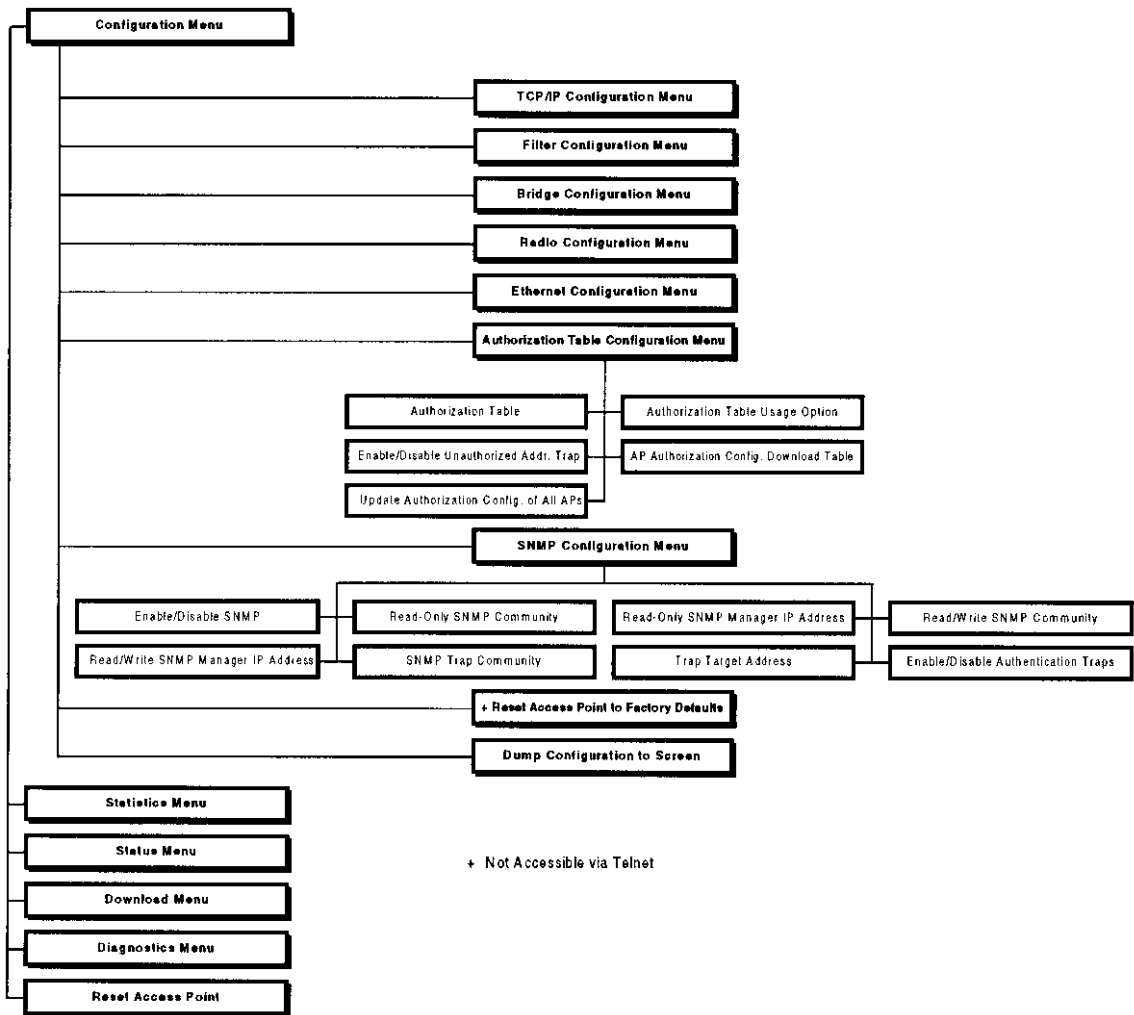 Configuration Menu
TCP/IP Configuration Menu
Filter Configuration Menu
Bridge Configuration Menu
Radio Configuration Menu
Ethernet Configuration Menu
Authorization Table Configuration Menu
Authorization Table
Authorization Table Usage Option
Enable/Disable Unauthorized Addr. Trap
AP Authorization Config. Download Table
Update Authorization Config. of All APs
SNMP Configuration Menu
Enable/Disable SNMP
Read-Only SNMP Community
Read-Only SNMP Manager IP Address
Read/Write SNMP Community
Read/Write SNMP Manager IP Address
SNMP Trap Community
Trap Target Address
Enable/Disable Authentication Traps
+ Reset Access Point to Factory Defaults
Dump Configuration to Screen
Statistics Menu
Status Menu
+ Not Accessible via Telnet
Download Menu
Diagnostics Menu
Reset Access Point